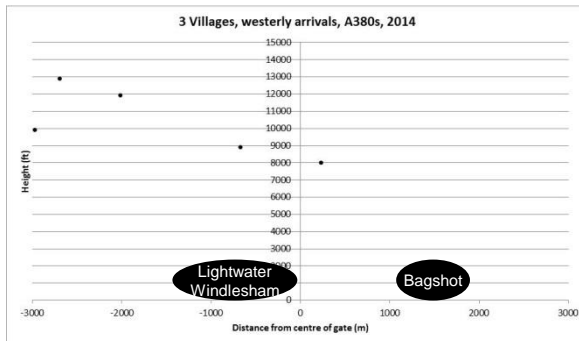 3 Villages, westerly arrivals, A380s, 2014
15000
14000
13000
12000
11000
10000
9000
8000
7000
6000
5000
4000
3000
2000
1000
0
Height (ft)
Lightwater
Windlesham
Bagshot
-3000 -2000 -1000 0 1000 2000 3000
Distance from centre of gate (m)